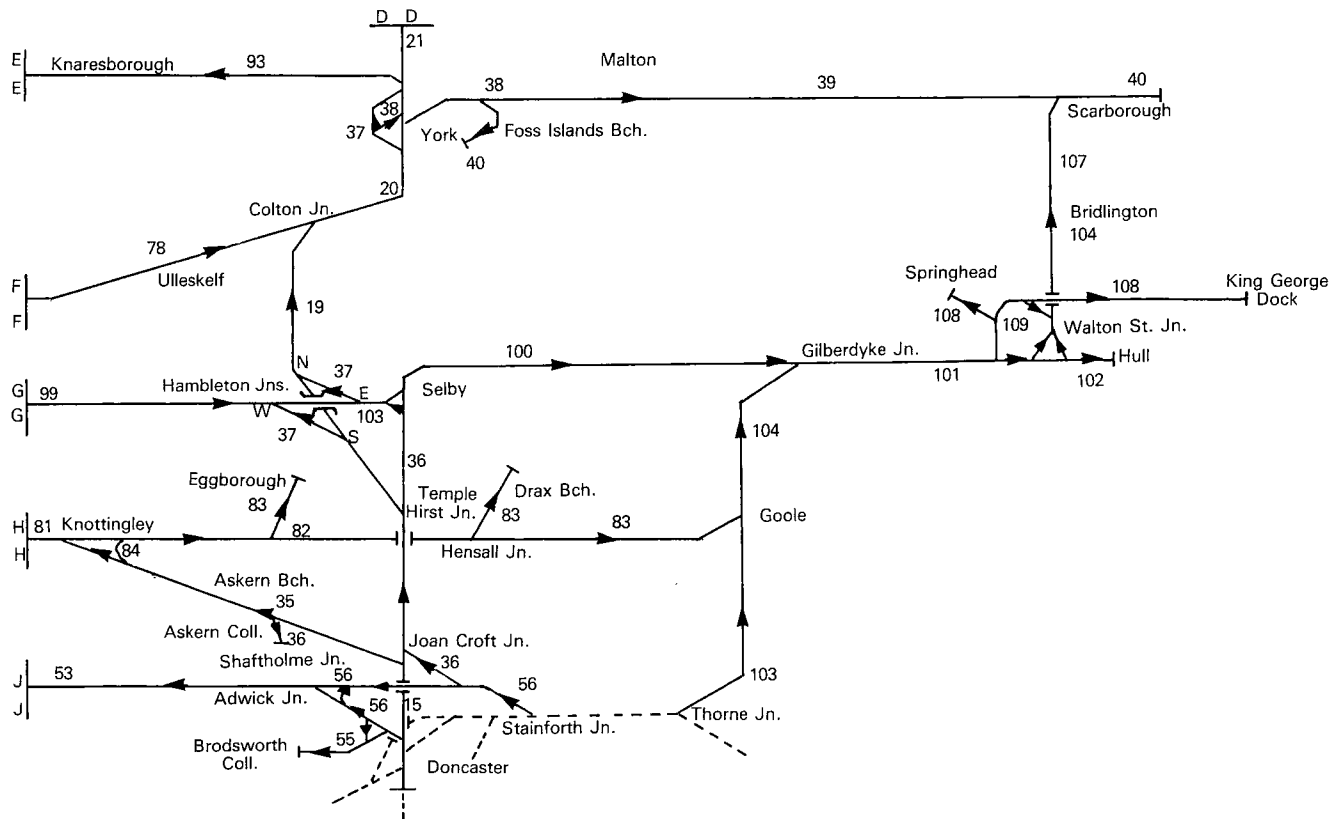 D D
21
E
E
Knaresborough
93
Malton
38
39
40
38
37
York
Foss Islands Bch.
40
Scarborough
107
20
Colton Jn.
Bridlington
104
78
Ulleskelf
F
F
Springhead
108
King George
Dock
108
109
Walton St. Jn.
19
N
37
100
Gilberdyke Jn.
101
Hull
102
Hambleton Jns.
E
Selby
G
G
99
W
103
37
S
36
104
Eggborough
83
Temple
Hirst Jn.
Drax Bch.
83
Goole
H
H
81
Knottingley
82
83
Hensall Jn.
84
Askern Bch.
35
Askern Coll.
36
Joan Croft Jn.
Shaftholme Jn.
36
J
J
53
56
56
103
Adwick Jn.
56
15
Stainforth Jn.
Thorne Jn.
55
Brodsworth
Coll.
Doncaster